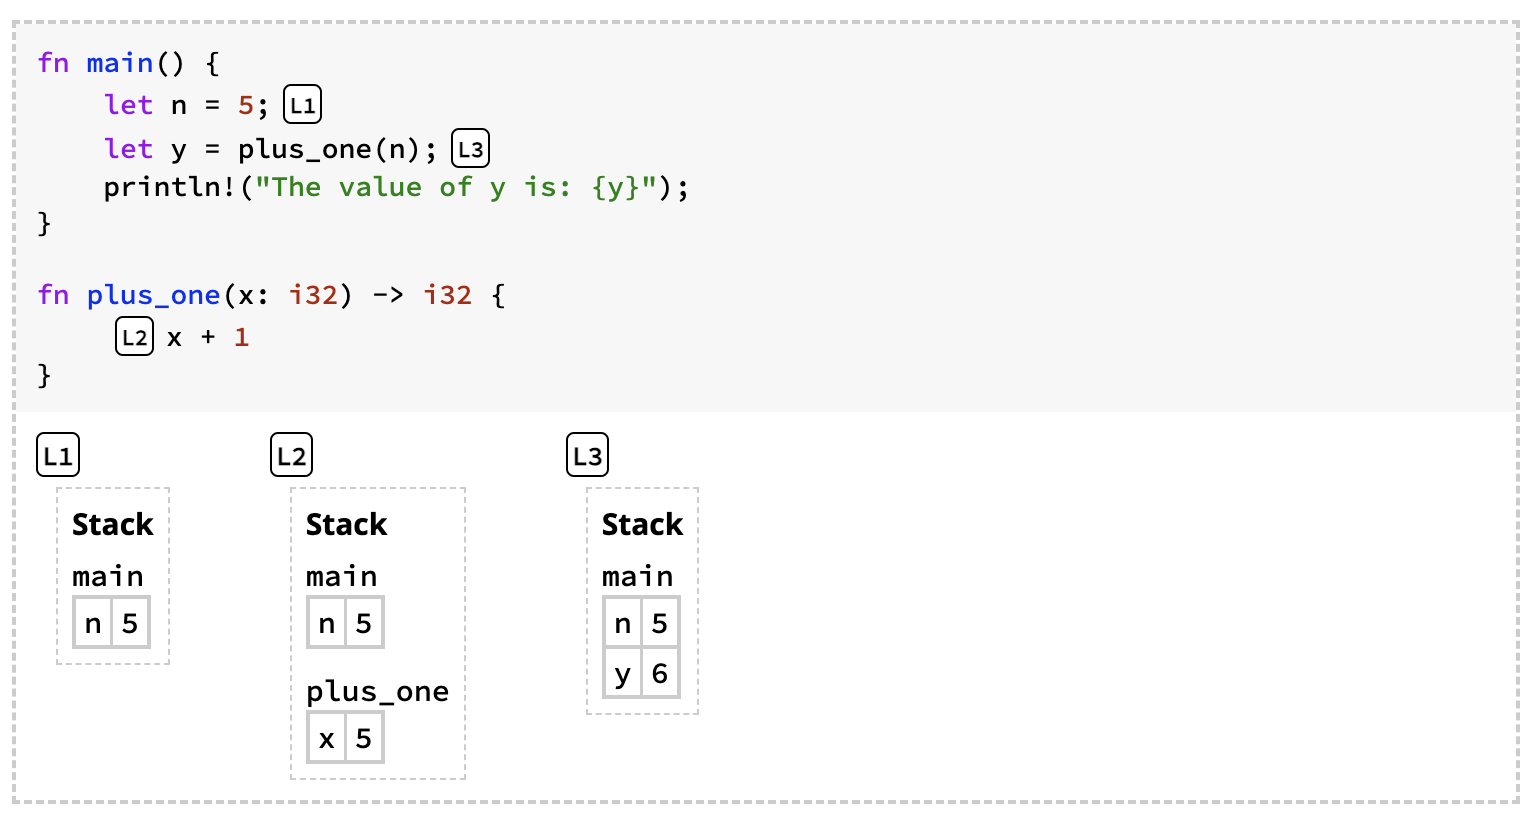 fn main() {
    let n = 5; L1
    let y = plus_one(n); L3
    println!("The value of y is: {y}");
}
fn plus_one(x: i32) -> i32 {
    L2 x + 1
}
L1 L2 L3
Stack Stack Stack
main main main
n 5 n 5 n 5
y 6
plus_one
x 5